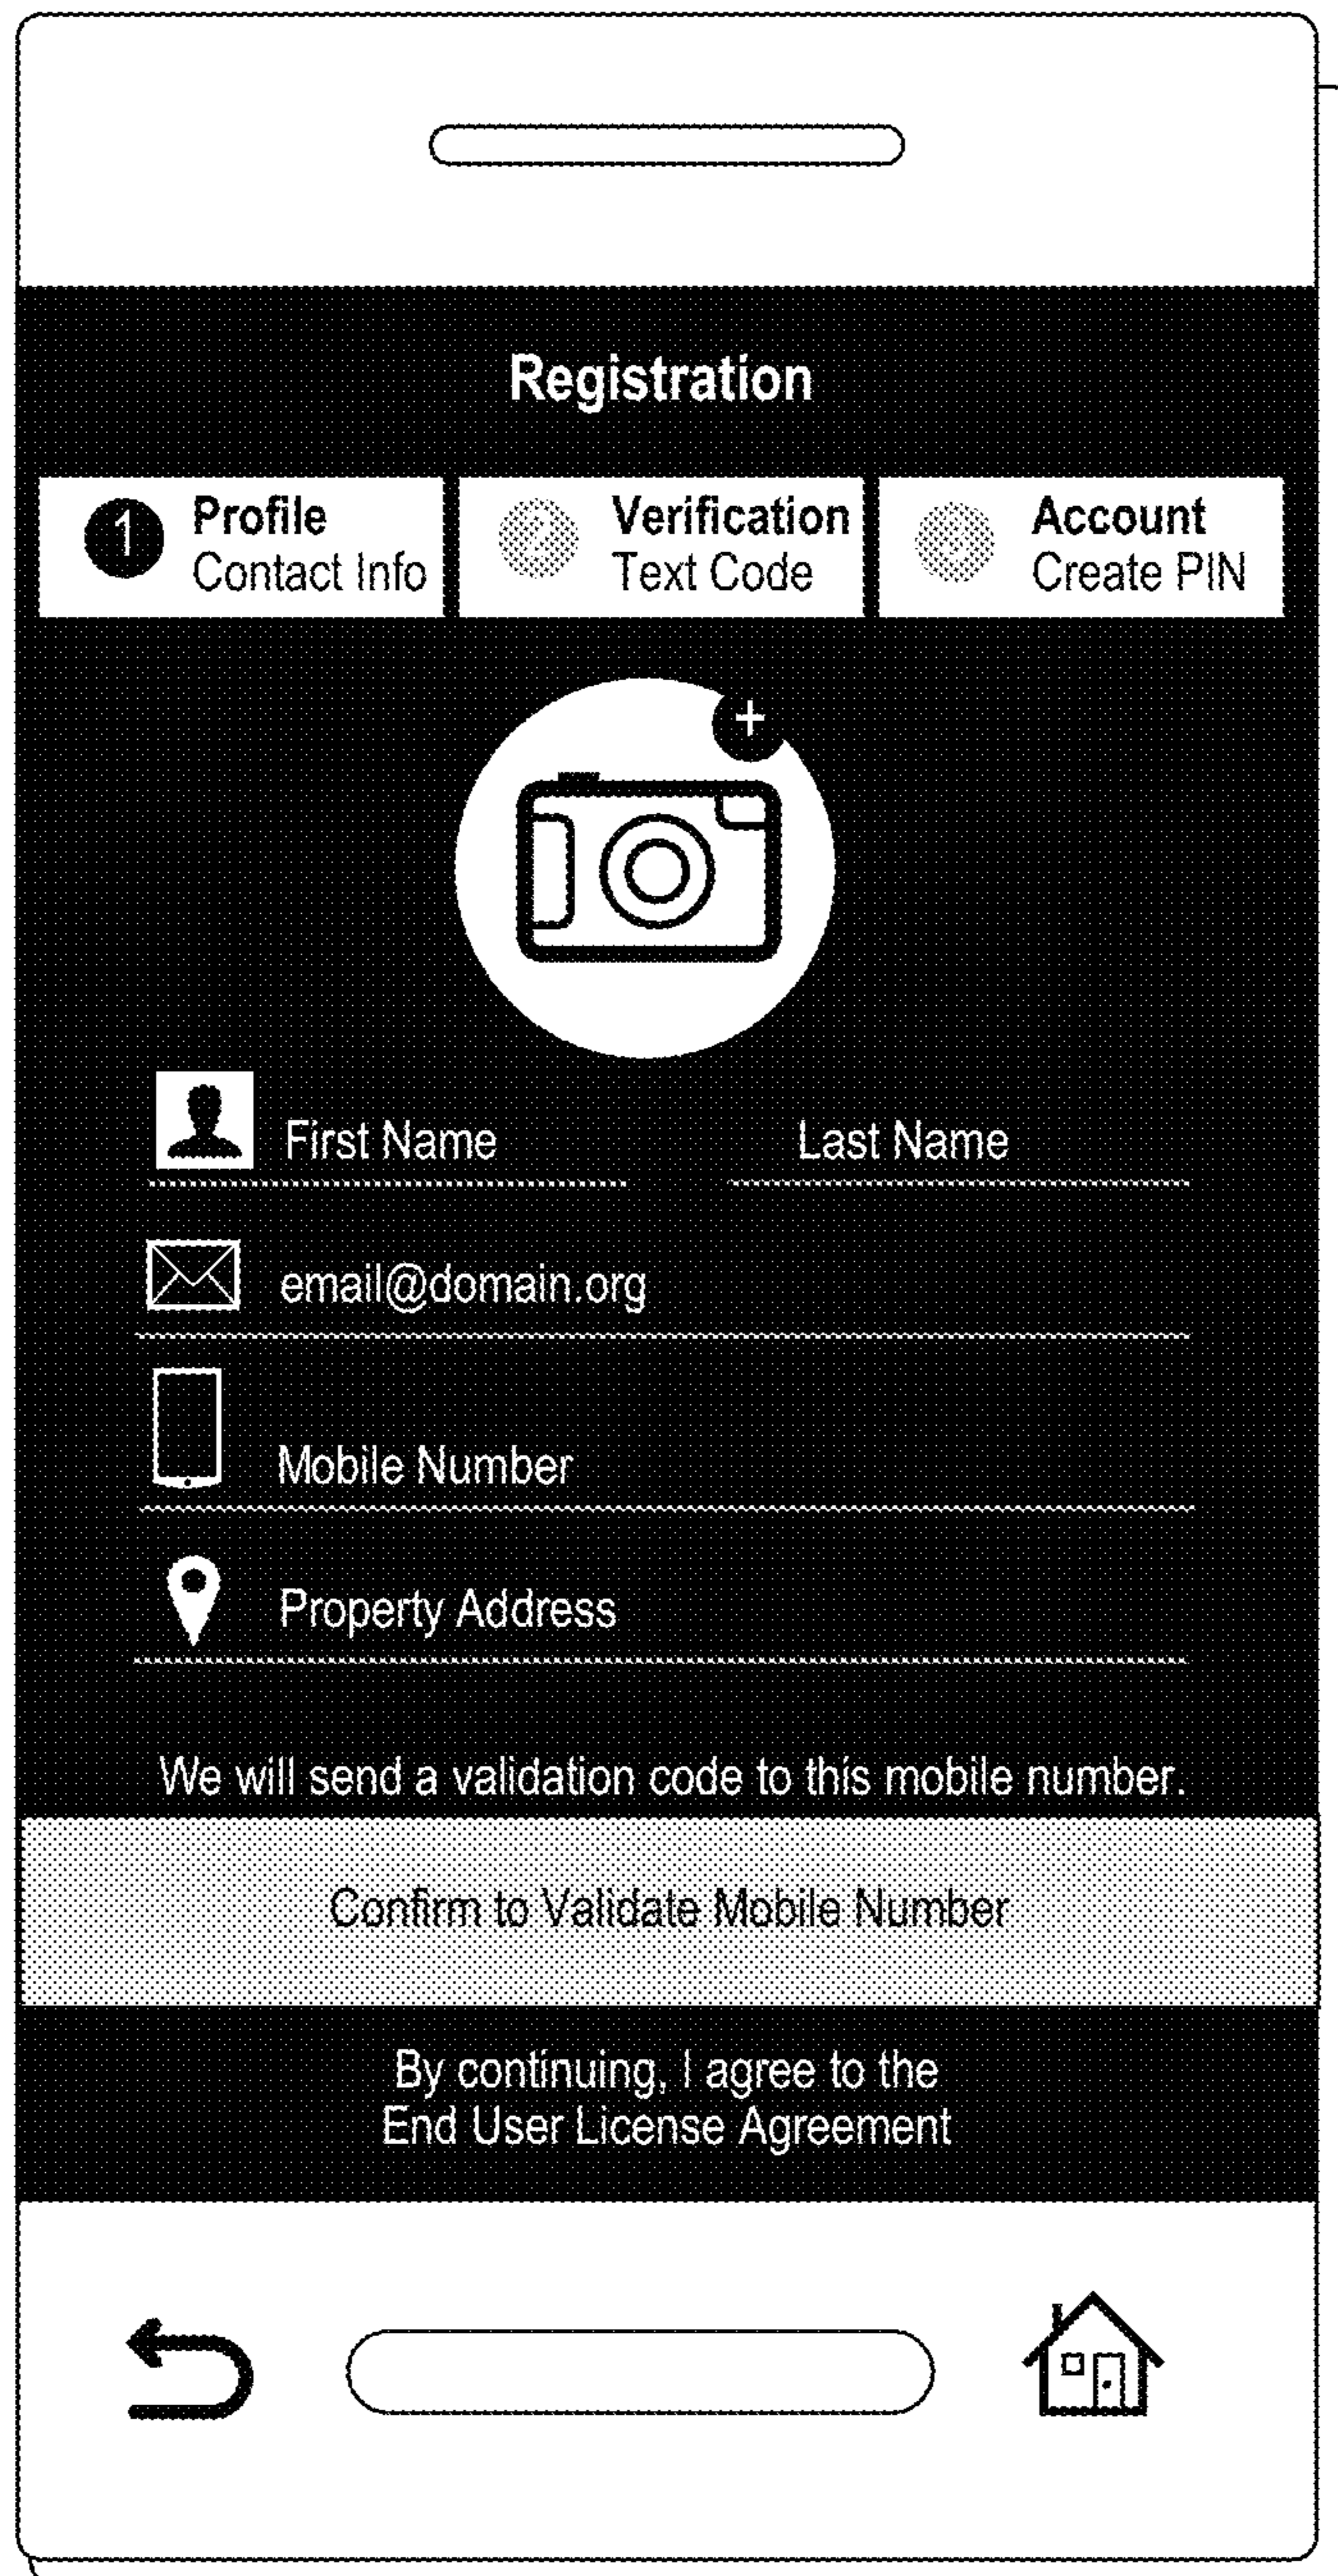 Registration
1 Profile
Contact Info
2 Verification
Text Code
3 Account
Create PIN
+
First Name Last Name
email@domain.org
Mobile Number
Property Address
We will send a validation code to this mobile number.
Confirm to Validate Mobile Number
By continuing, I agree to the
End User License Agreement